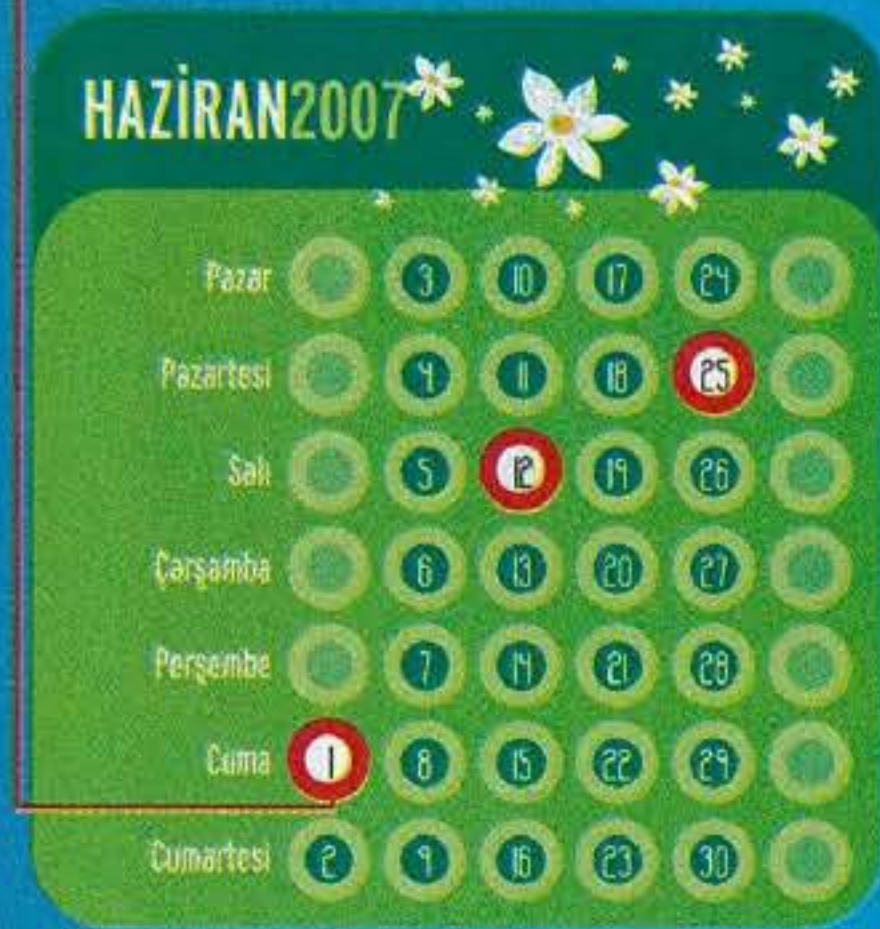 HAZİRAN2007
Pazar 3 10 17 24
Pazartesi 4 11 18 25
Salı 5 12 19 26
Çarşamba 6 13 20 27
Perşembe 7 14 21 28
Cuma 1 8 15 22 29
Cumartesi 2 9 16 23 30